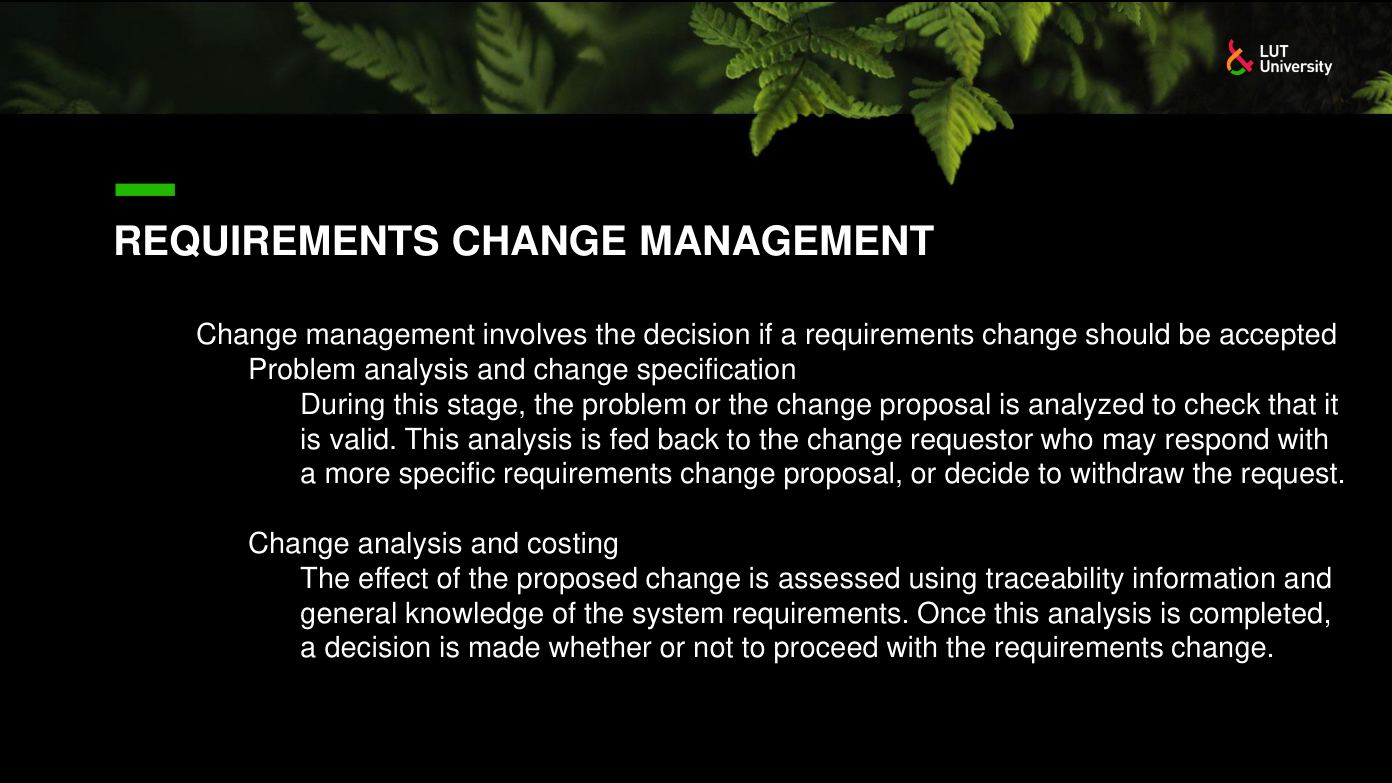 LUT
University
REQUIREMENTS CHANGE MANAGEMENT
Change management involves the decision if a requirements change should be accepted
Problem analysis and change specification
During this stage, the problem or the change proposal is analyzed to check that it
is valid. This analysis is fed back to the change requestor who may respond with
a more specific requirements change proposal, or decide to withdraw the request.
Change analysis and costing
The effect of the proposed change is assessed using traceability information and
general knowledge of the system requirements. Once this analysis is completed,
a decision is made whether or not to proceed with the requirements change.